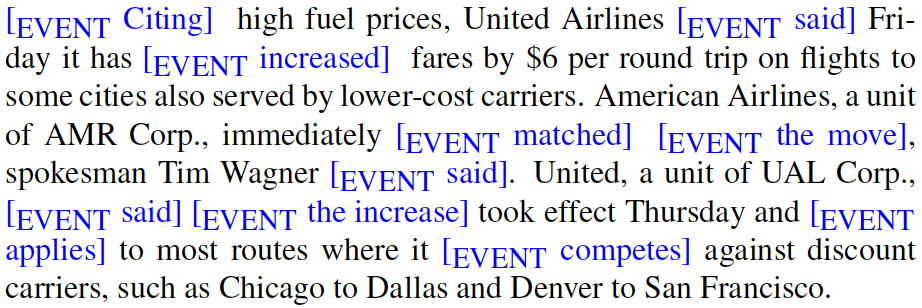 [EVENT Citing] high fuel prices, United Airlines [EVENT said] Fri-
day it has [EVENT increased] fares by $6 per round trip on flights to
some cities also served by lower-cost carriers. American Airlines, a unit
of AMR Corp., immediately [EVENT matched] [EVENT the move],
spokesman Tim Wagner [EVENT said]. United, a unit of UAL Corp.,
[EVENT said] [EVENT the increase] took effect Thursday and [EVENT
applies] to most routes where it [EVENT competes] against discount
carriers, such as Chicago to Dallas and Denver to San Francisco.